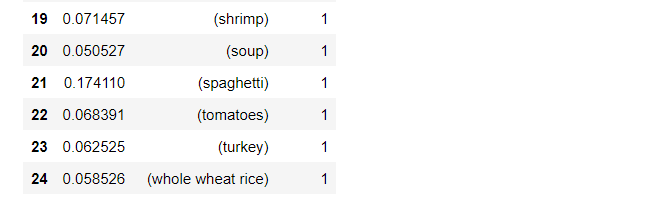 19 0.071457 (shrimp) 1
20 0.050527 (soup) 1
21 0.174110 (spaghetti) 1
22 0.068391 (tomatoes) 1
23 0.062525 (turkey) 1
24 0.058526 (whole wheat rice) 1